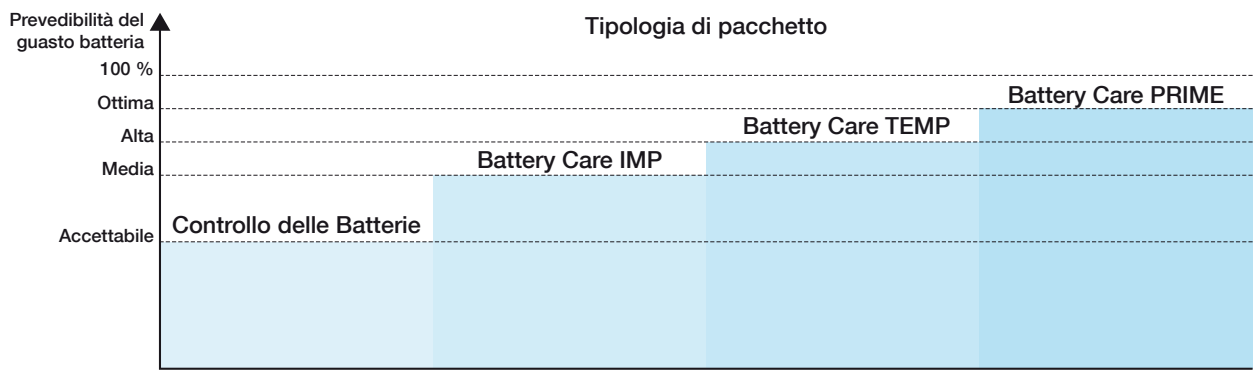 Prevedibilità del
guasto batteria
Tipologia di pacchetto
100 %
Ottima
Battery Care PRIME
Alta
Battery Care TEMP
Media
Battery Care IMP
Accettabile
Controllo delle Batterie